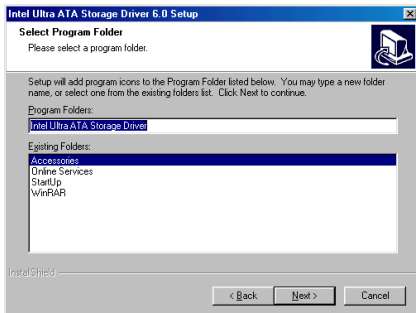 Intel Ultra ATA Storage Driver 6.0 Setup
Select Program Folder
Please select a program folder.
Setup will add program icons to the Program Folder listed below. You may type a new folder
name, or select one from the existing folders list. Click Next to continue.
Program Folders:
Intel Ultra ATA Storage Driver
Existing Folders:
Accessories
Online Services
StartUp
WinRAR
InstallShield
< Back
Next >
Cancel